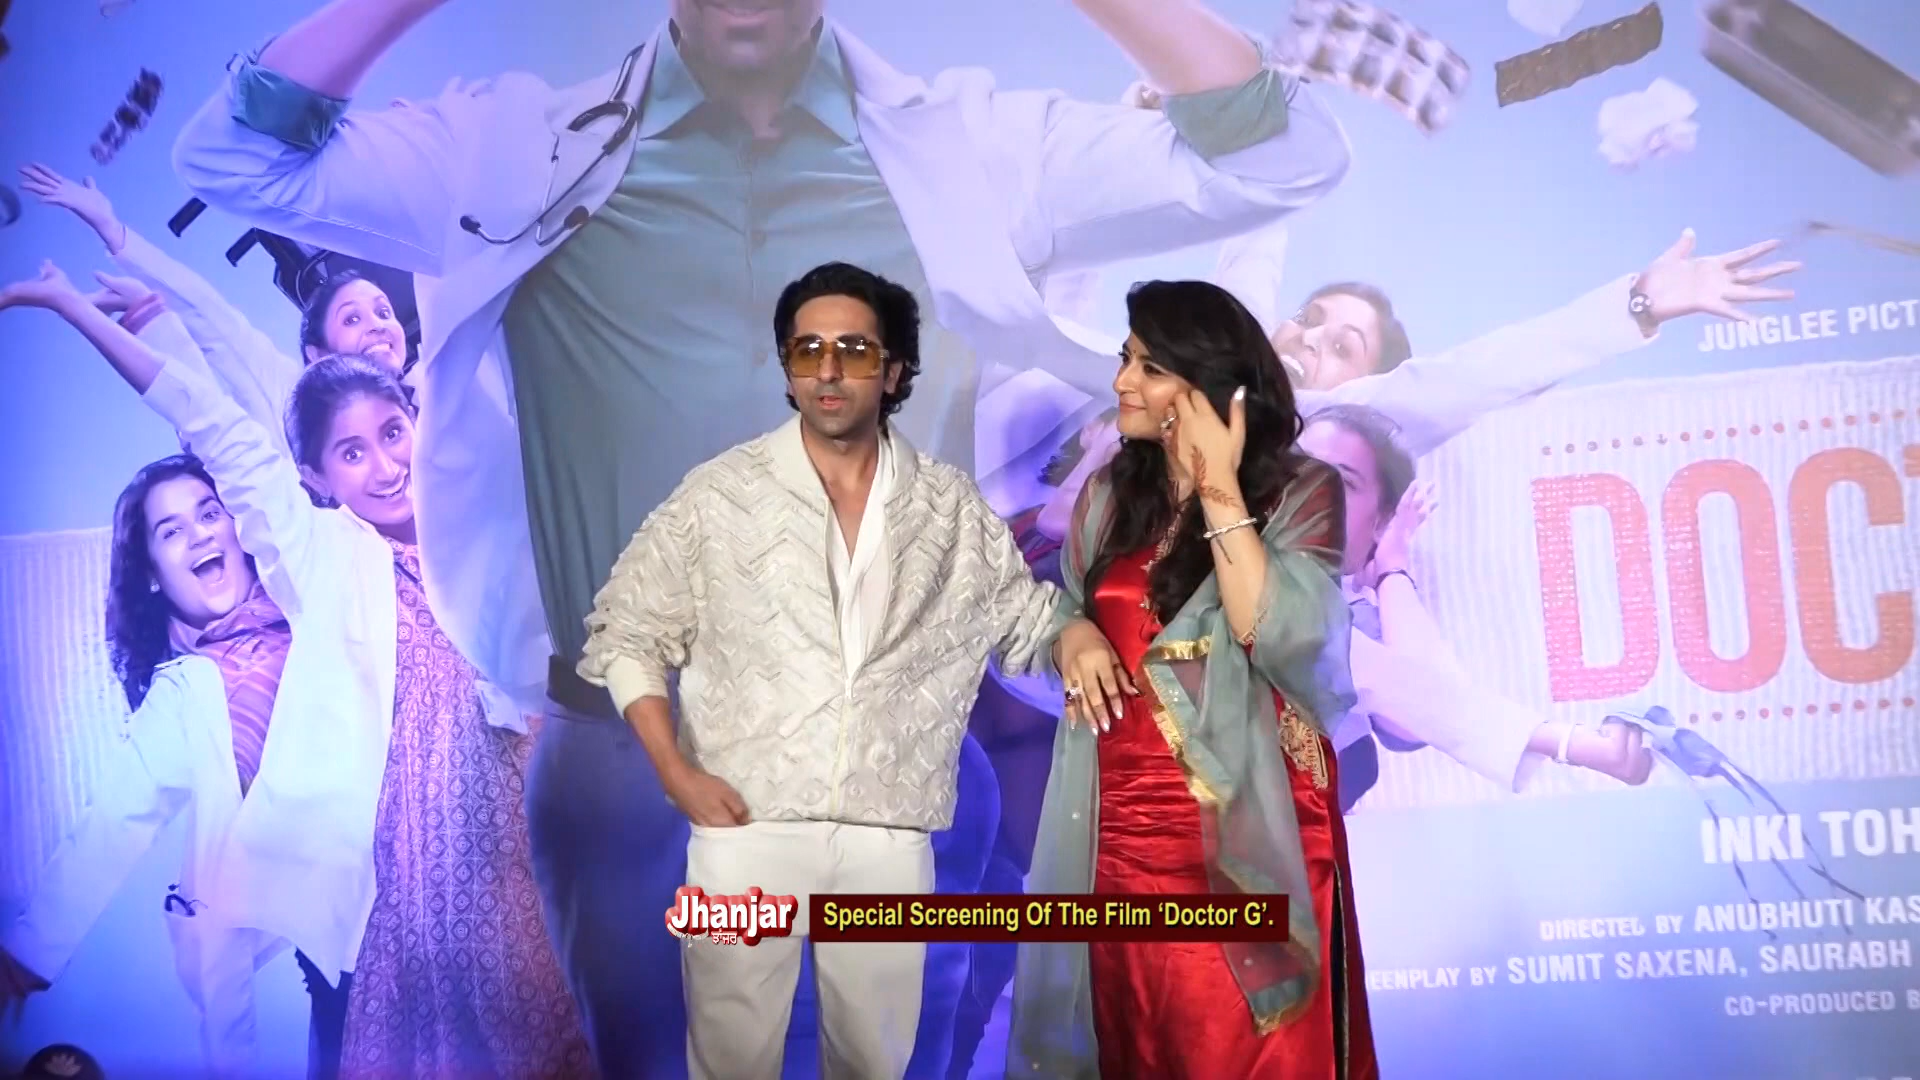 JUNGLEE PICT
DOCT
INKI TOH
DIRECTED BY ANUBHUTI KAS
EENPLAY BY SUMIT SAXENA, SAURABH
CO-PRODUCED B
Jhanjar
ਝਾਂਜਰ
Special Screening Of The Film ‘Doctor G’.